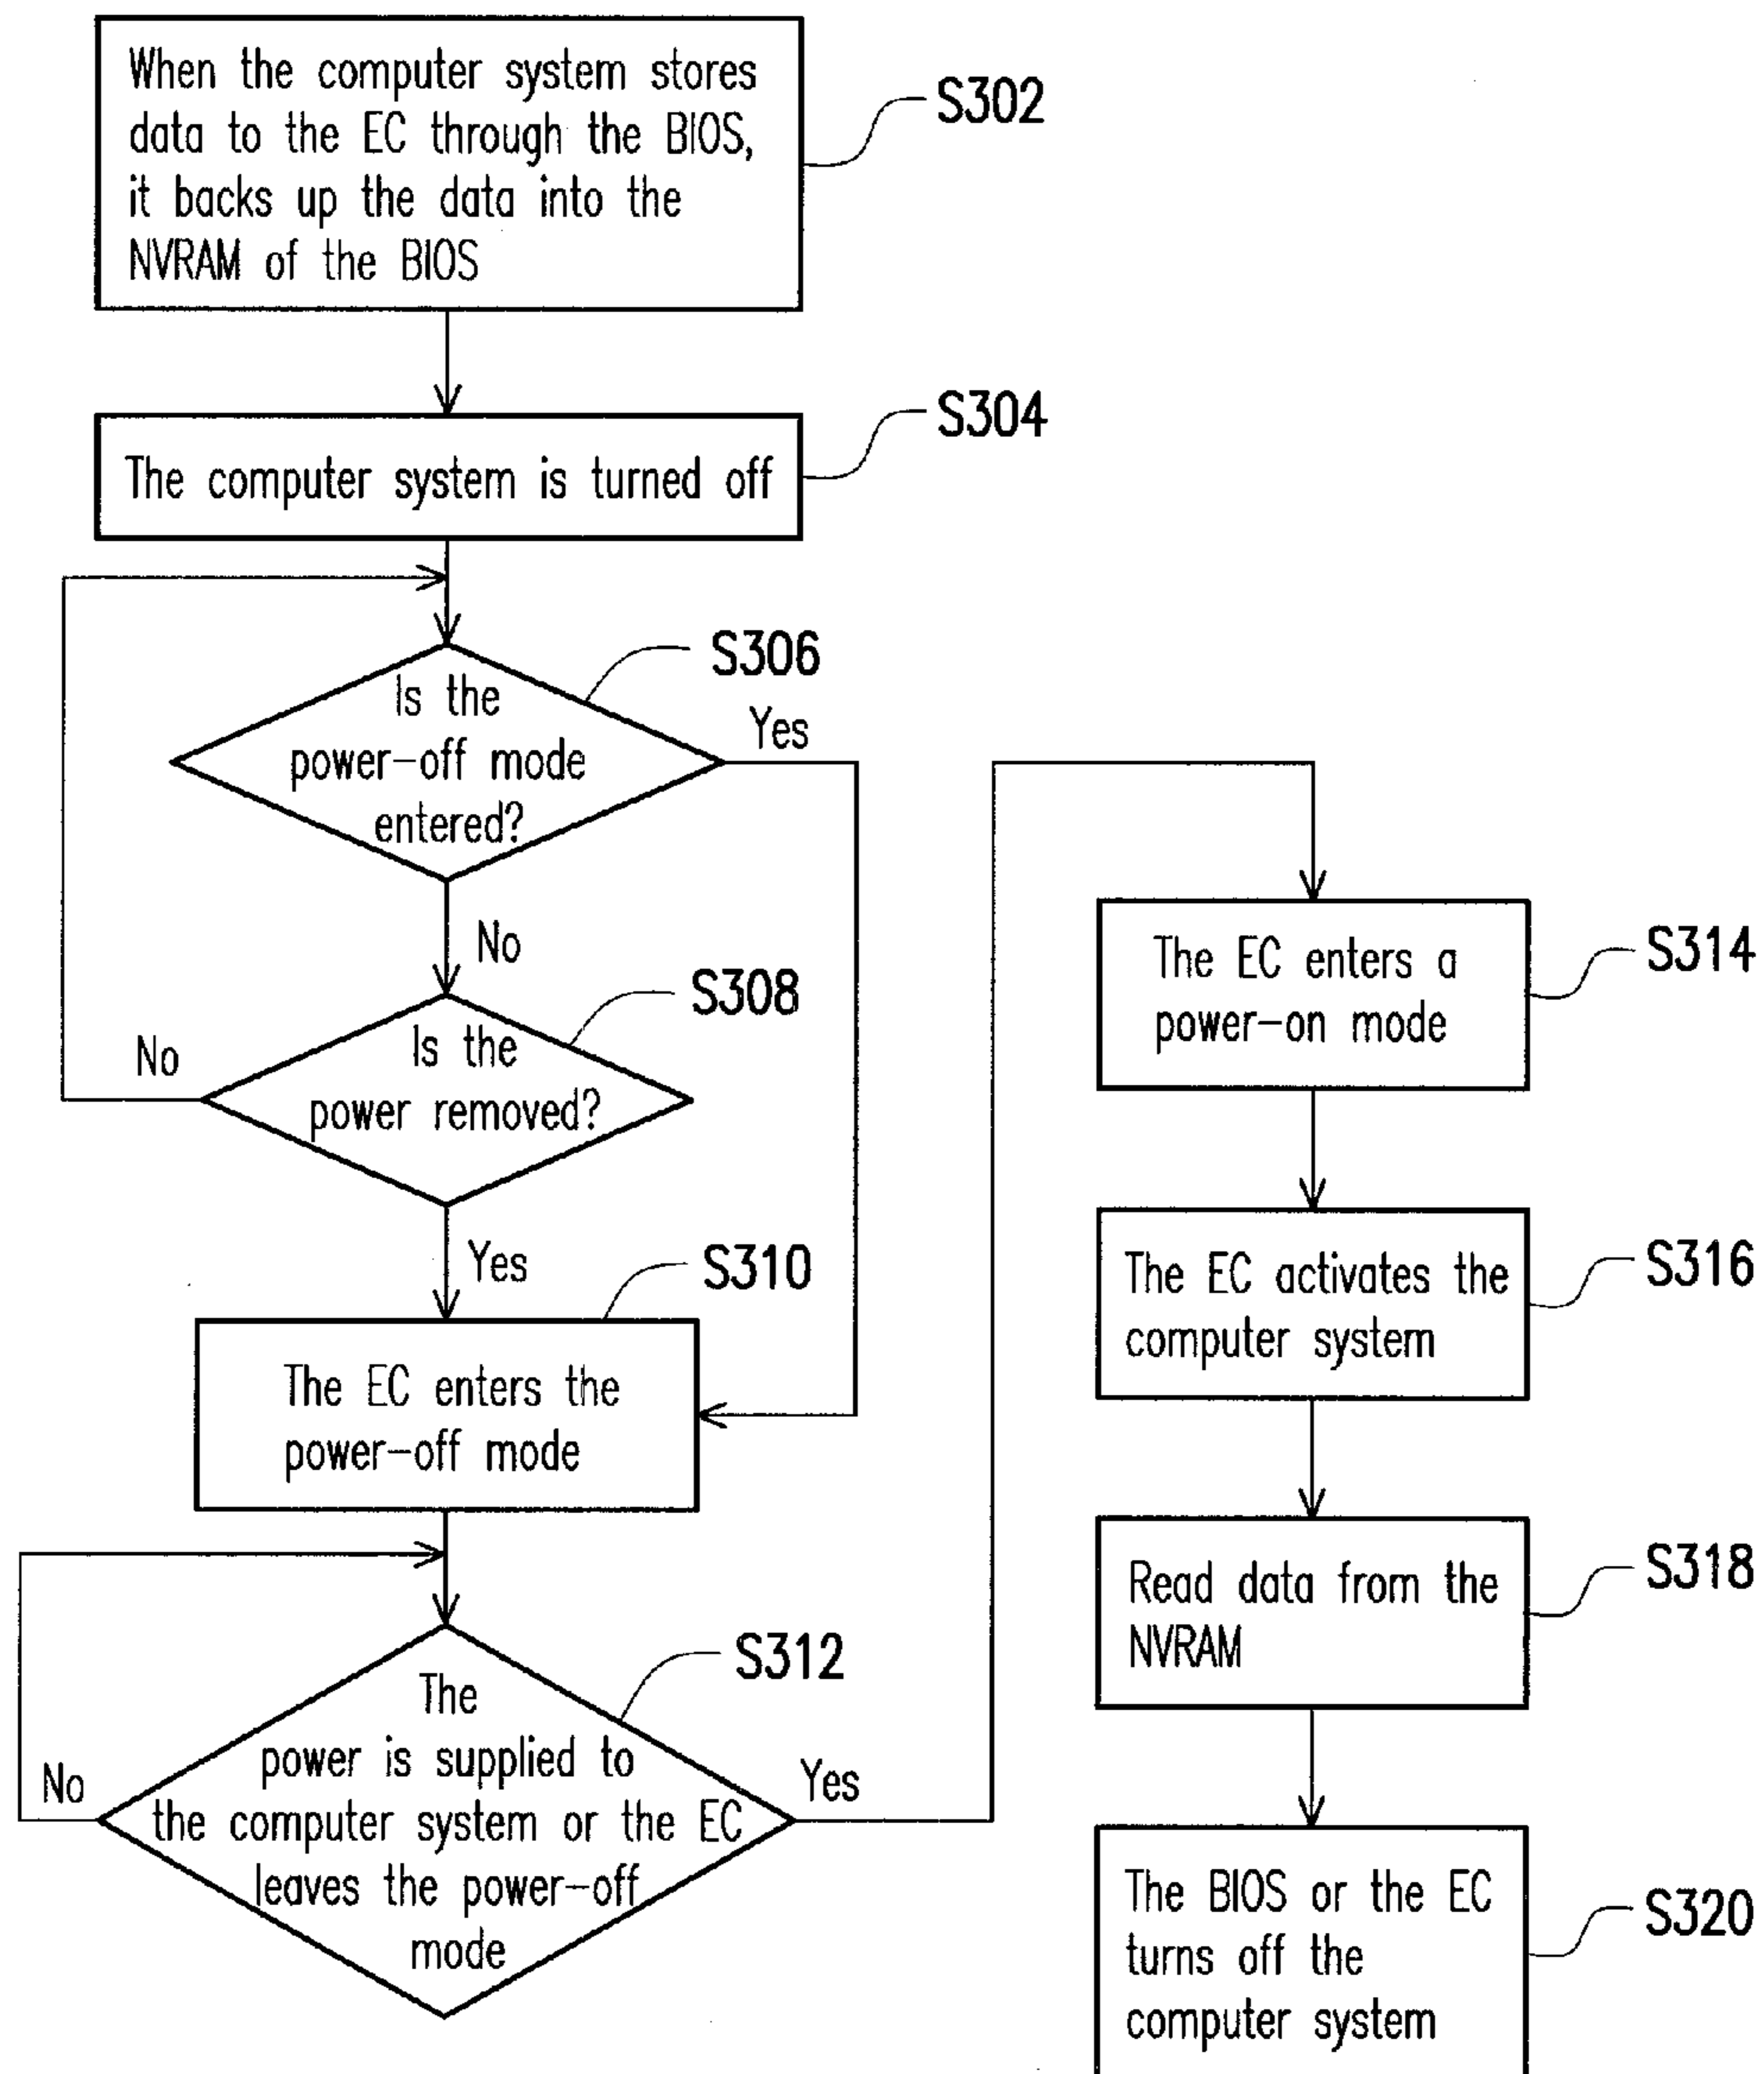 When the computer system stores
data to the EC through the BIOS,
it backs up the data into the
NVRAM of the BIOS
S302
The computer system is turned off
S304
Is the
power-off mode
entered?
S306
Yes
No
Is the
power removed?
S308
No
Yes
The EC enters the
power-off mode
S310
The
power is supplied to
the computer system or the EC
leaves the power-off
mode
S312
No
Yes
The EC enters a
power-on mode
S314
The EC activates the
computer system
S316
Read data from the
NVRAM
S318
The BIOS or the EC
turns off the
computer system
S320